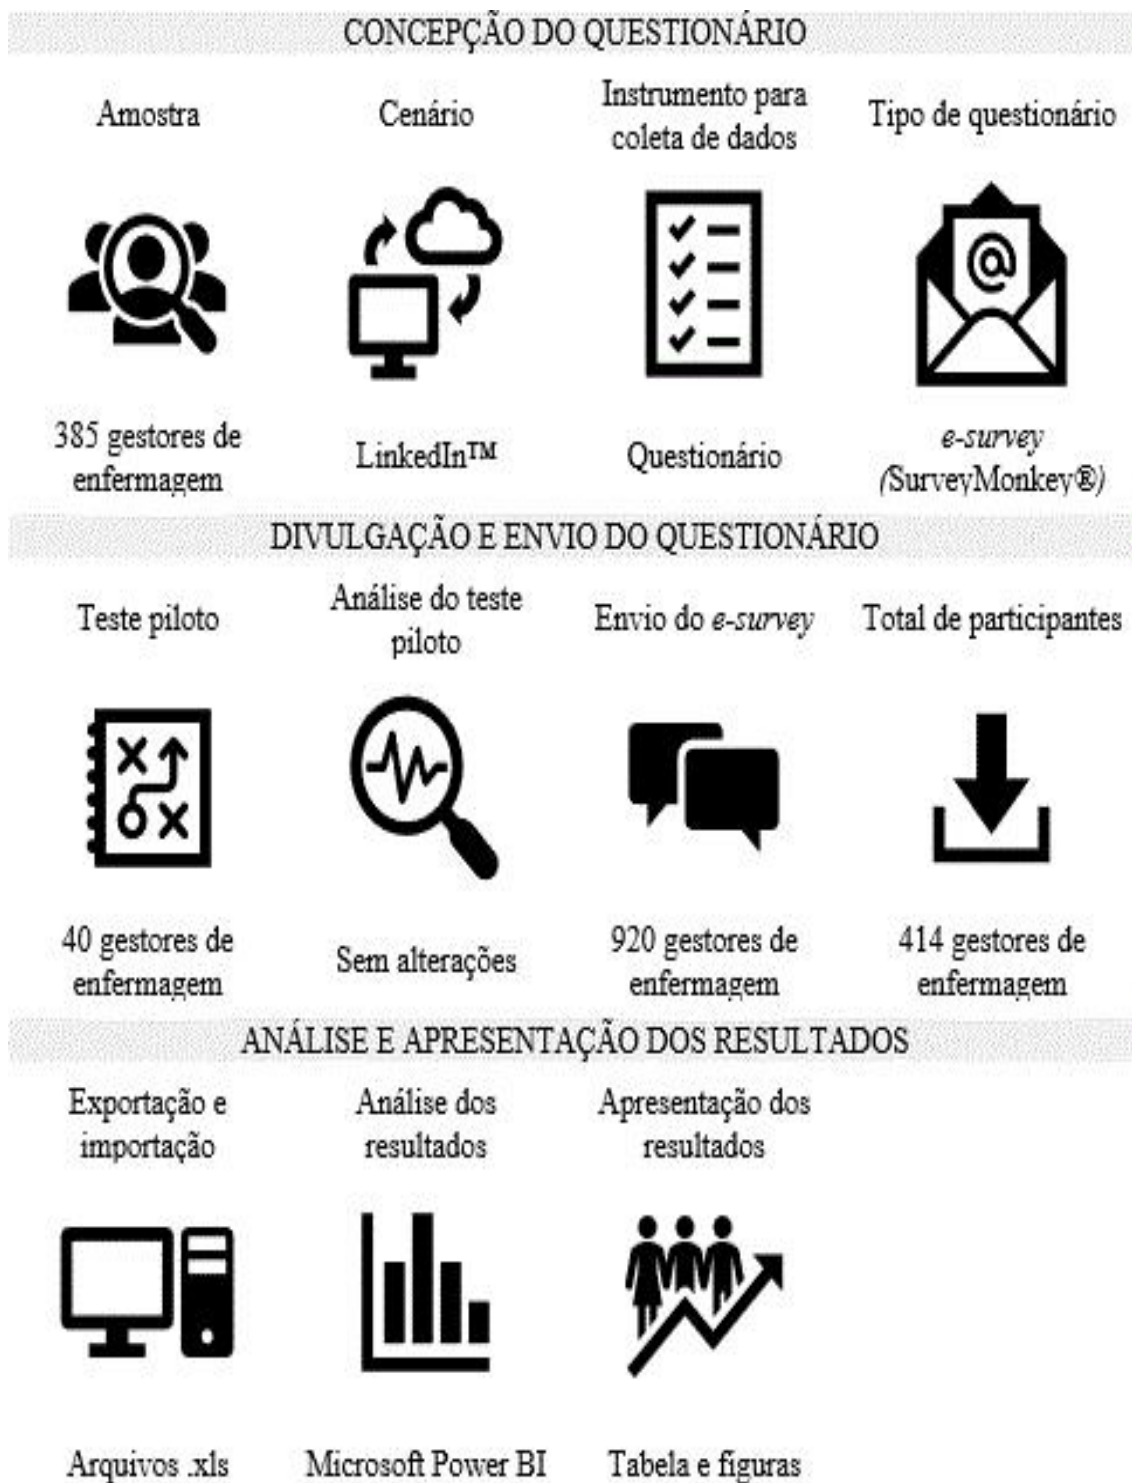 CONCEPÇÃO DO QUESTIONÁRIO
Amostra
Cenário
Instrumento para
coleta de dados
Tipo de questionário
@
385 gestores de
enfermagem
LinkedIn™
Questionário
e-survey
(SurveyMonkey®)
DIVULGAÇÃO E ENVIO DO QUESTIONÁRIO
Teste piloto
Análise do teste
piloto
Envio do e-survey
Total de participantes
40 gestores de
enfermagem
Sem alterações
920 gestores de
enfermagem
414 gestores de
enfermagem
ANÁLISE E APRESENTAÇÃO DOS RESULTADOS
Exportação e
importação
Análise dos
resultados
Apresentação dos
resultados
Arquivos .xls
Microsoft Power BI
Tabela e figuras